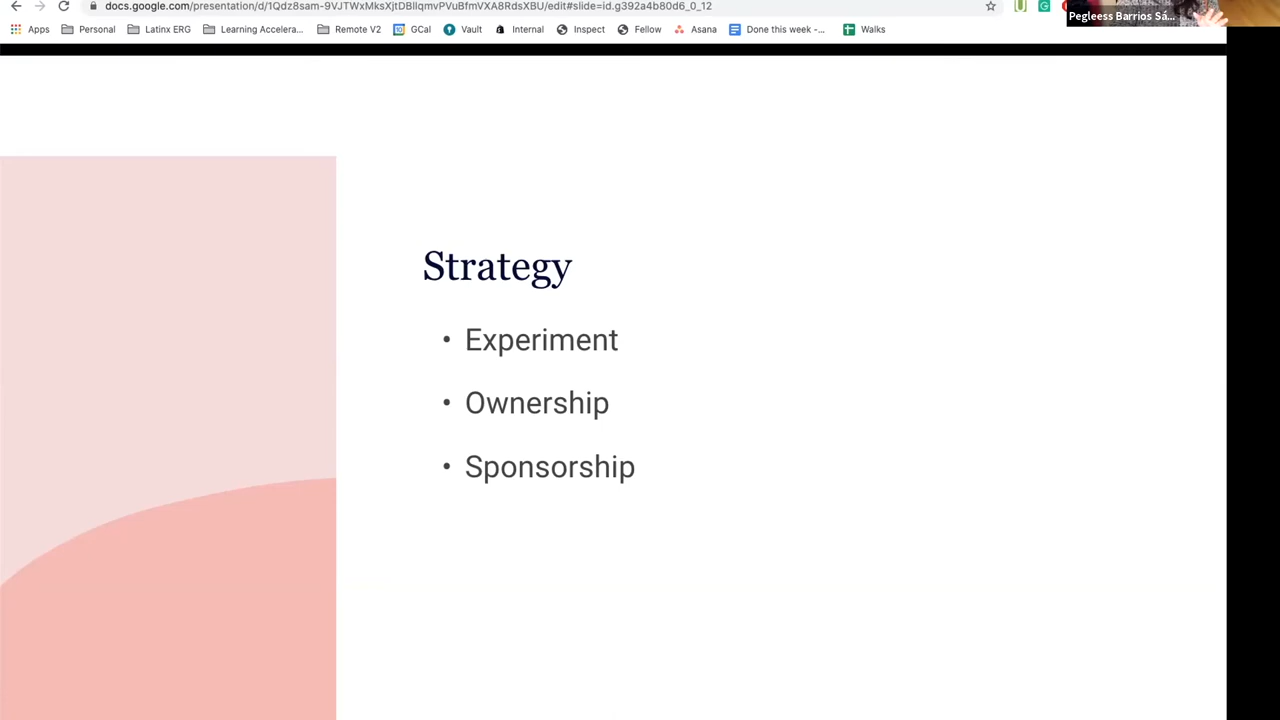 docs.google.com/presentation/d/1Qdz8sam-9VJTWxMksXjtDBIlqmvPVuBfmVXA8RdsXBU/edit#slide=id.g392a4b80d6_0_12
Pegleess Barrios Sá...
Apps Personal Latinx ERG Learning Accelera... Remote V2 GCal Vault Internal Inspect Fellow Asana Done this week -... Walks
Strategy
• Experiment
• Ownership
• Sponsorship